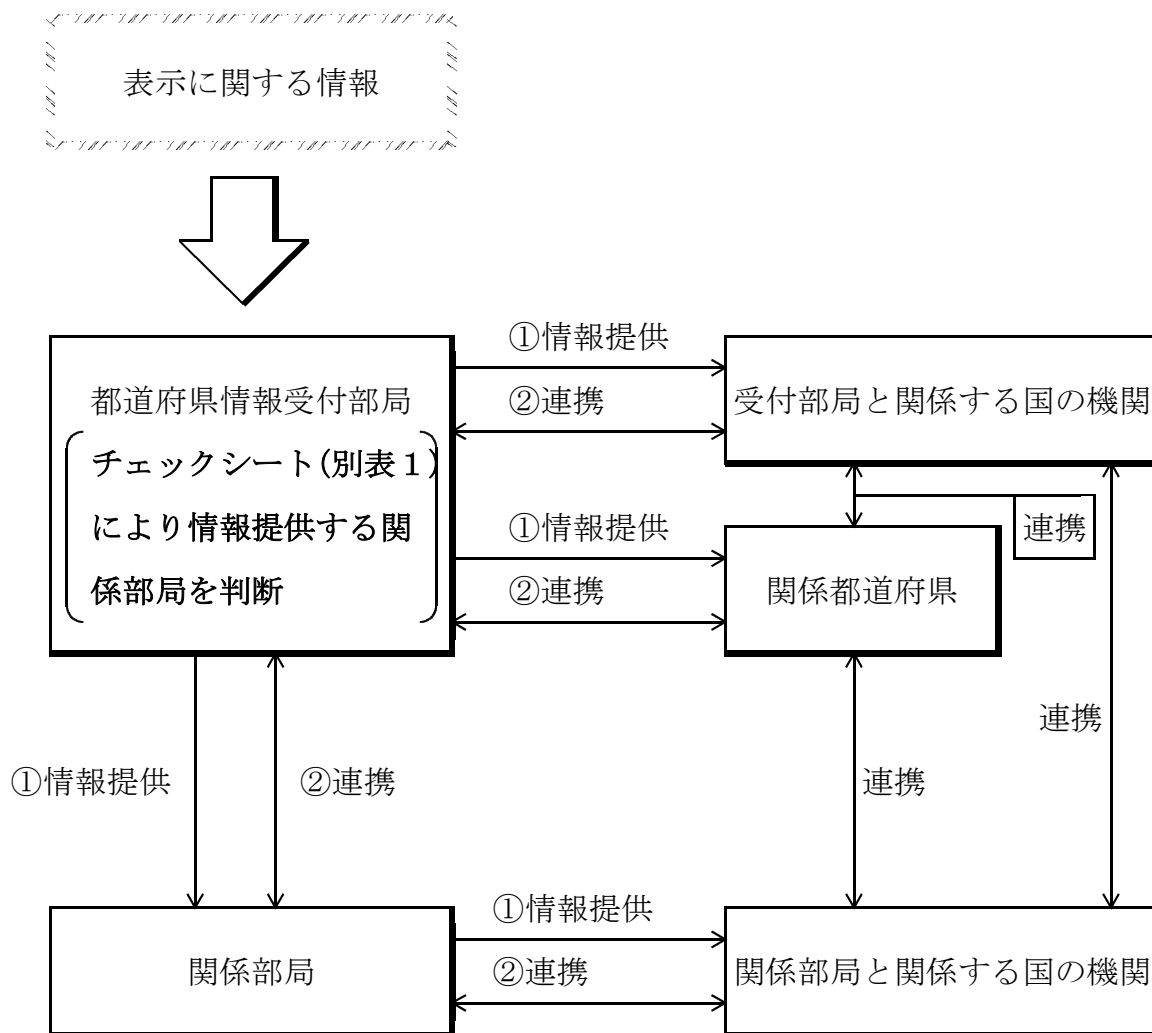 表示に関する情報
①情報提供
都道府県情報受付部局
②連携
受付部局と関係する国の機関
チェックシート(別表１)
により情報提供する関
係部局を判断
①情報提供
②連携
関係都道府県
連携
連携
①情報提供
②連携
連携
①情報提供
関係部局
②連携
関係部局と関係する国の機関